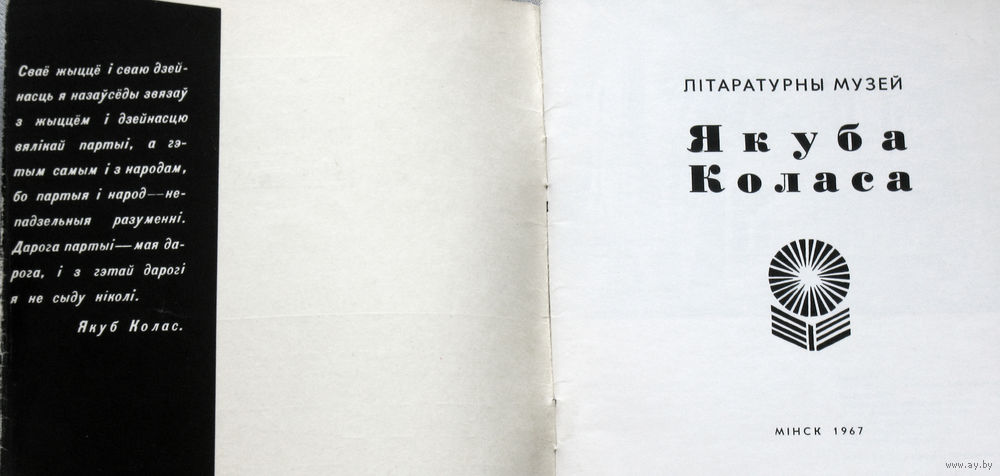 Сваё жыццё і сваю дзей-
насць я назаўсёды звязаў
з жыццём і дзейнасцю
вялікай партыі, а гэ-
тым самым і з народам,
бо партыя і народ—не-
падзельныя разуменні.
Дарога партыі—мая да-
рога, і з гэтай дарогі
я не сыду ніколі.
Якуб Колас.
ЛІТАРАТУРНЫ МУЗЕЙ
Якуба
Коласа
МІНСК 1967
www.ay.by